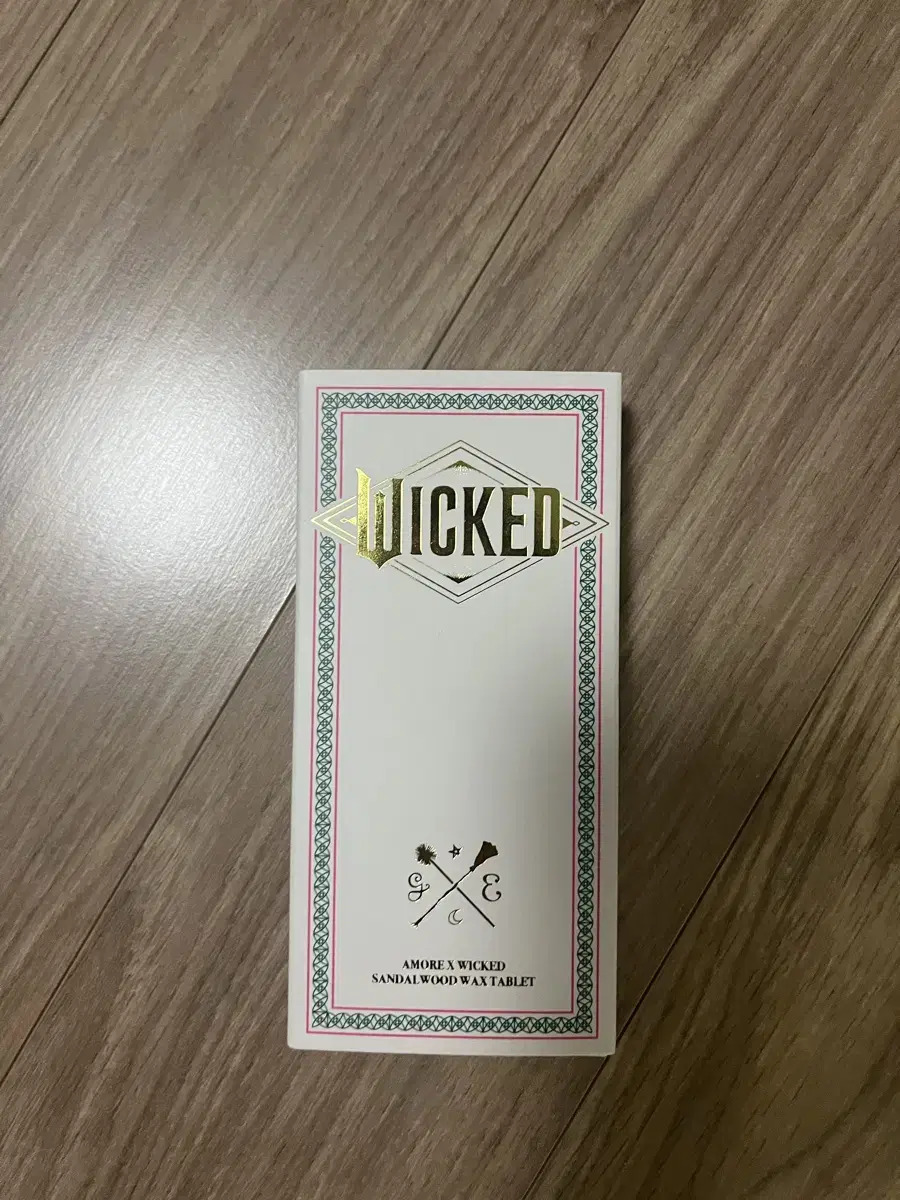 WICKED
G E
AMORE X WICKED
SANDALWOOD WAX TABLET